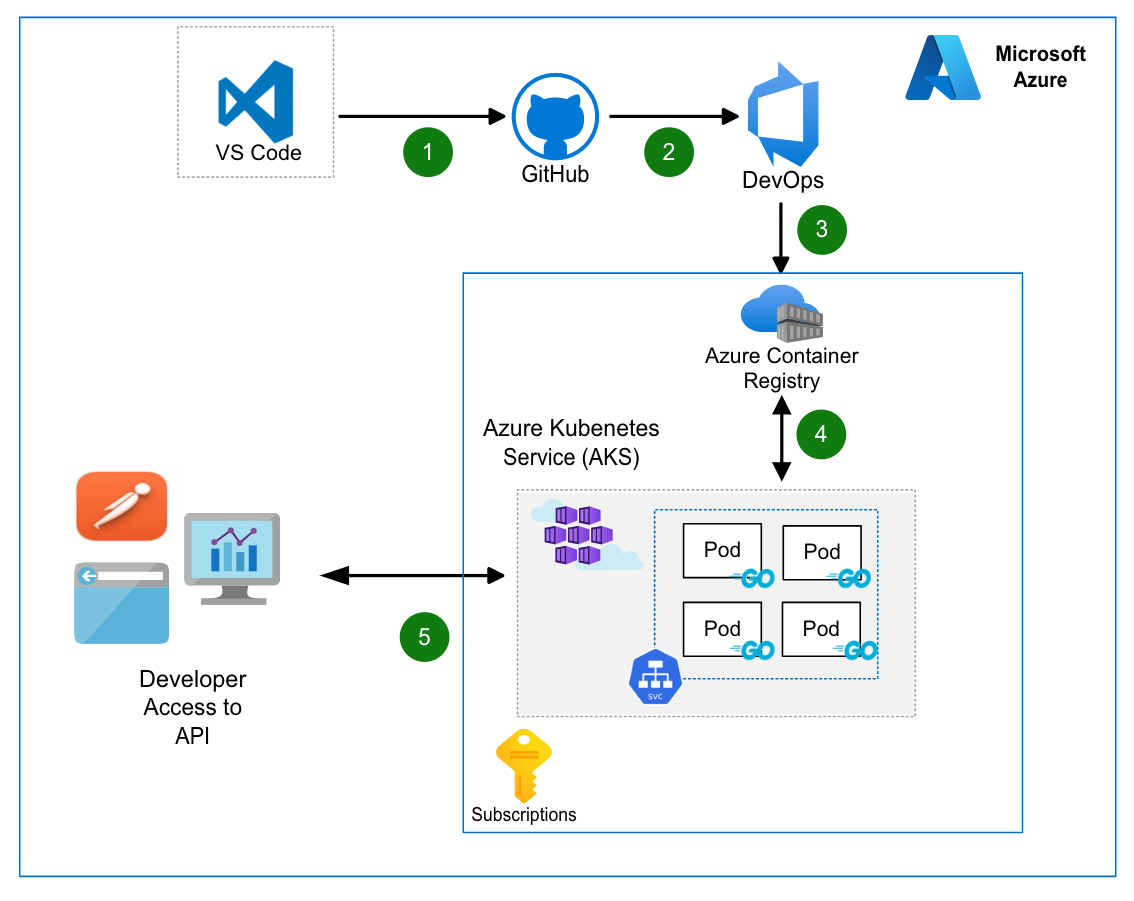 Microsoft
Azure
VS Code
1
GitHub
2
DevOps
3
Azure Container
Registry
4
Azure Kubenetes
Service (AKS)
Pod
GO
Pod
GO
Pod
GO
Pod
GO
svc
5
Developer
Access to
API
Subscriptions